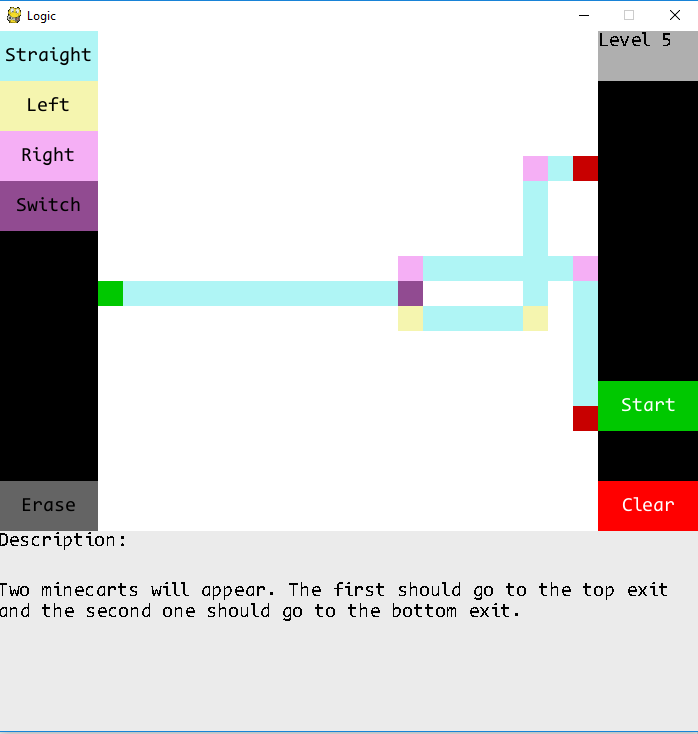 Logic
Straight
Left
Right
Switch
Erase
Level 5
Start
Clear
Description:
Two minecarts will appear. The first should go to the top exit
and the second one should go to the bottom exit.